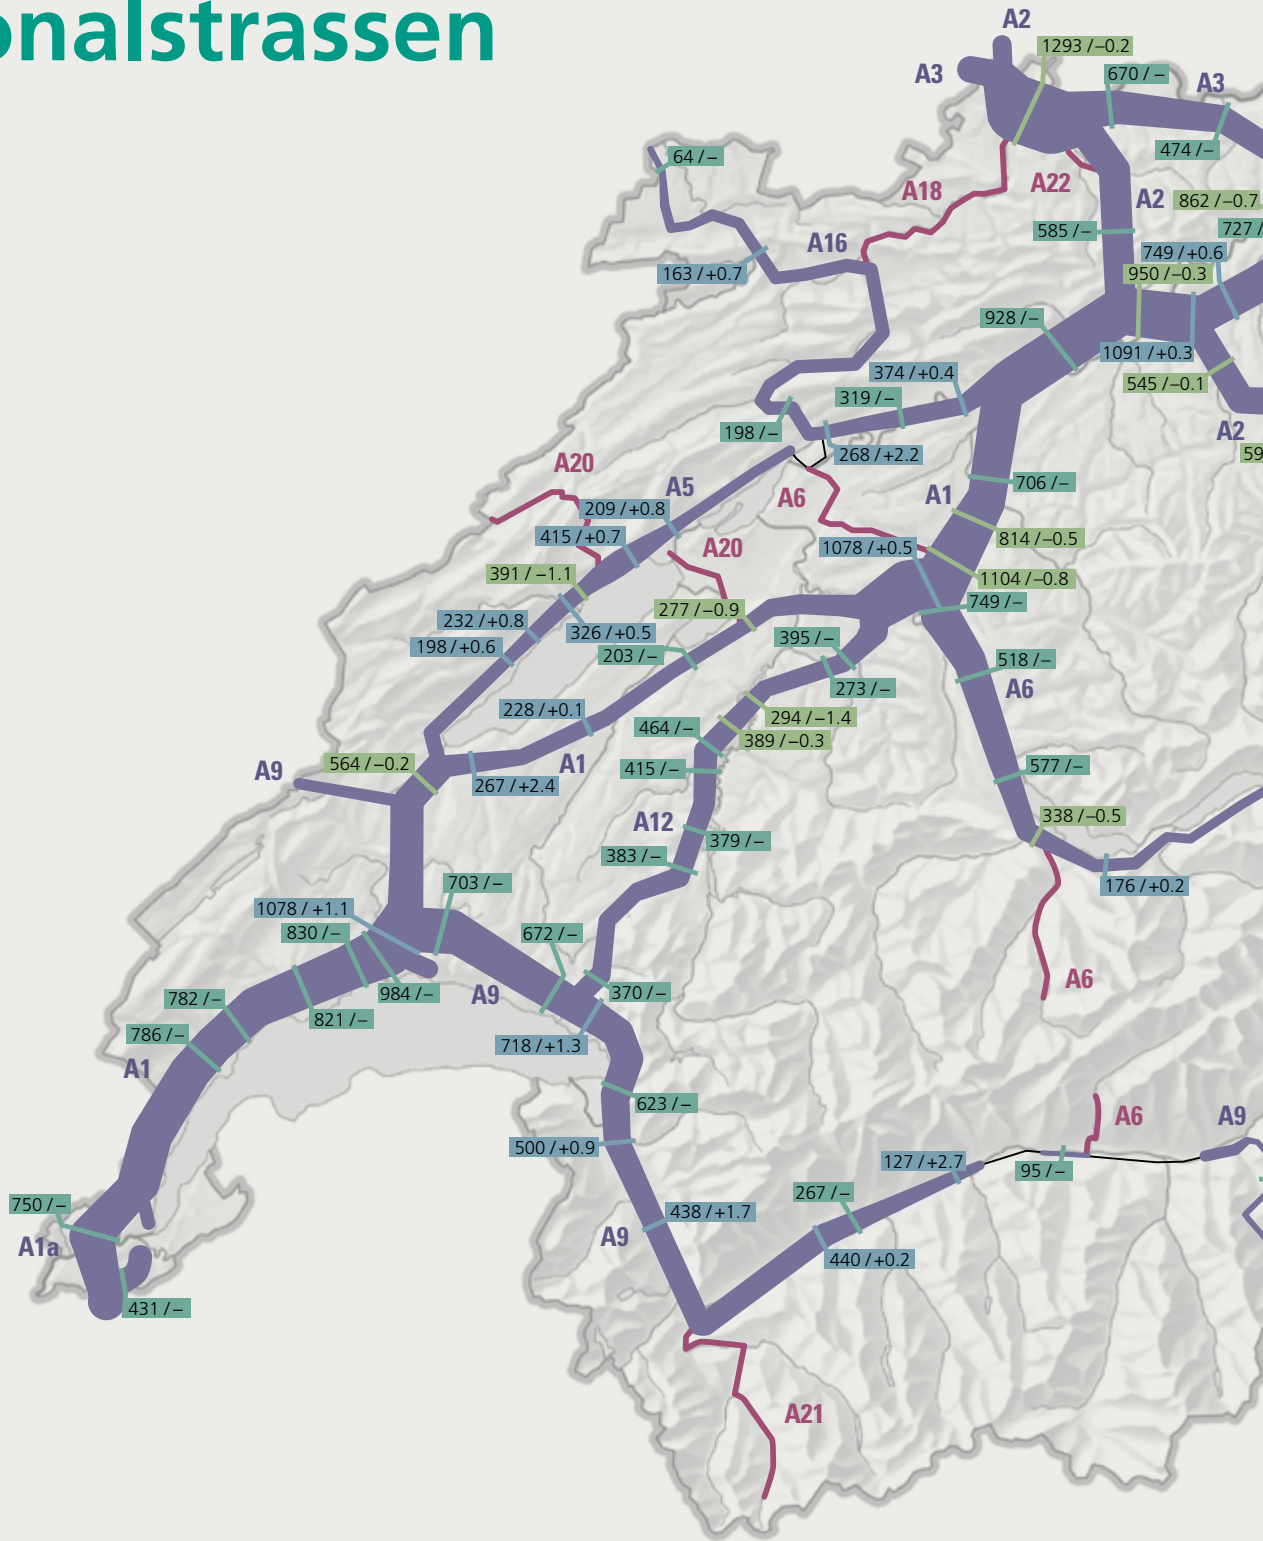 onalstrassen
A2
1293 / –0.2
A3
670 / –
A3
474 / –
64 / –
A18
A22
A2
862 / –0.7
585 / –
727 /
A16
749 / +0.6
163 / +0.7
950 / –0.3
928 / –
1091 / +0.3
374 / +0.4
545 / –0.1
319 / –
198 / –
A2
268 / +2.2
59
A20
A5
706 / –
A6
A1
209 / +0.8
415 / +0.7
814 / –0.5
1078 / +0.5
A20
391 / –1.1
1104 / –0.8
277 / –0.9
749 / –
232 / +0.8
326 / +0.5
395 / –
198 / +0.6
203 / –
518 / –
273 / –
A6
228 / +0.1
294 / –1.4
464 / –
389 / –0.3
564 / –0.2
A1
577 / –
A9
415 / –
267 / +2.4
338 / –0.5
A12
379 / –
383 / –
703 / –
176 / +0.2
1078 / +1.1
830 / –
672 / –
A6
984 / –
A9
370 / –
782 / –
821 / –
786 / –
718 / +1.3
A1
623 / –
A6
A9
500 / +0.9
127 / +2.7
95 / –
750 / –
267 / –
438 / +1.7
A1a
A9
440 / +0.2
431 / –
A21